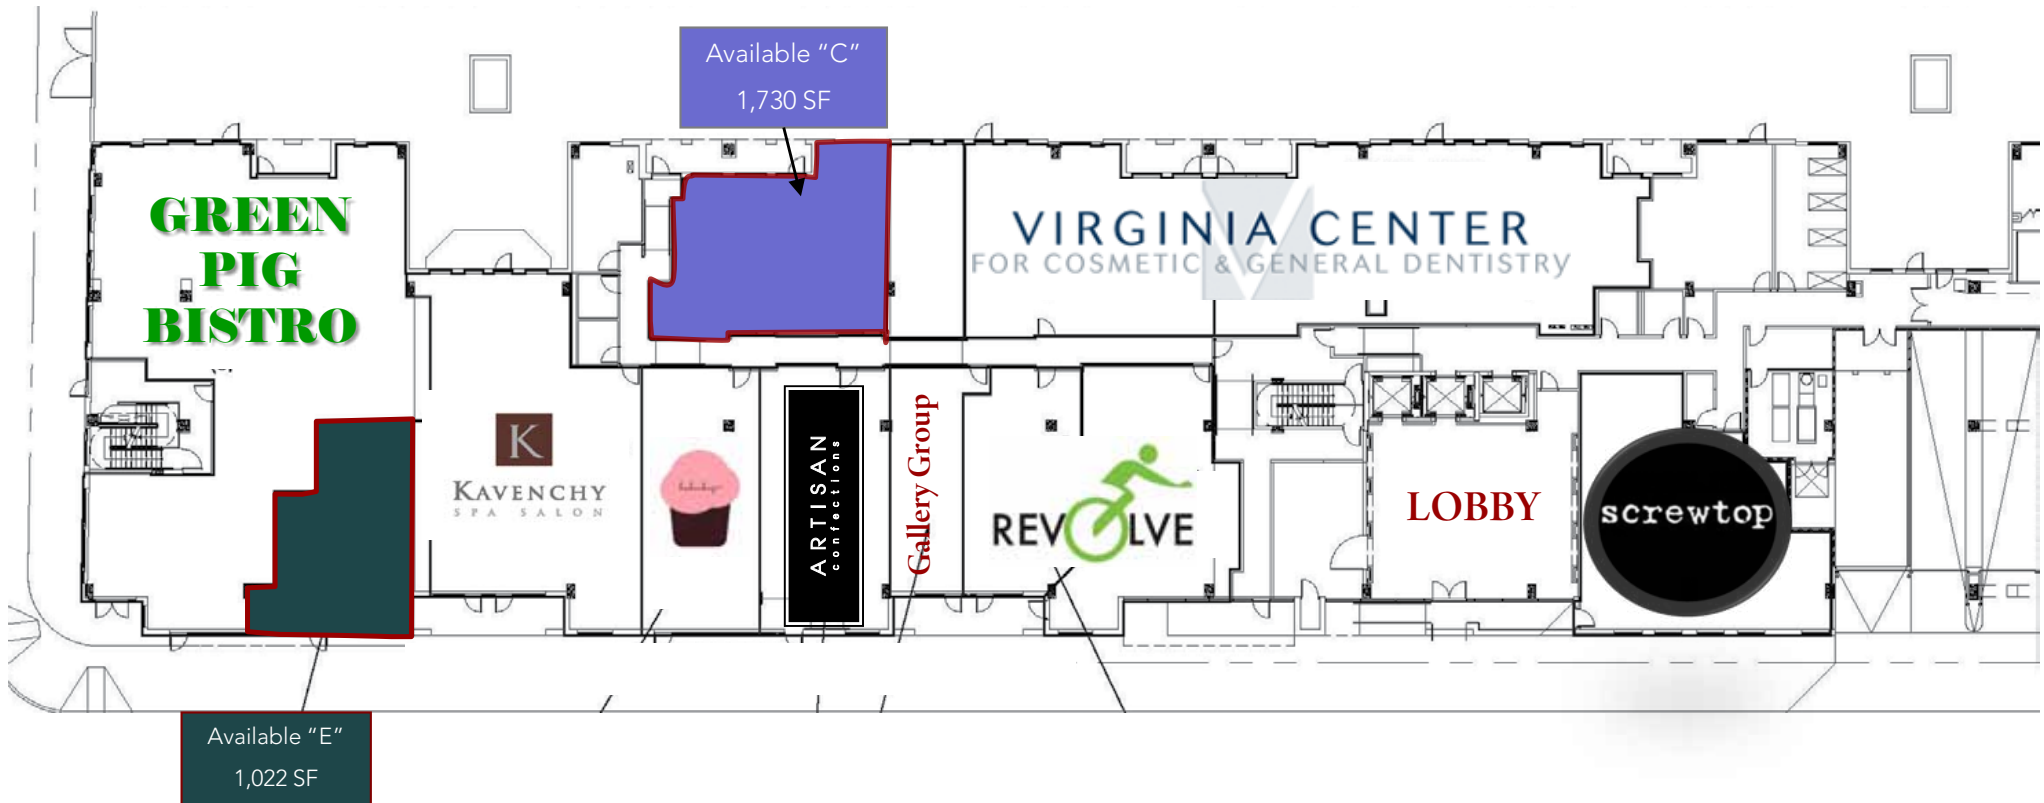 Available “C”
1,730 SF
GREEN
PIG
BISTRO
VIRGINIA CENTER
FOR COSMETIC & GENERAL DENTISTRY
K
KAVENCHY
SPA SALON
ARTISAN
confections
Gallery Group
REVOLVE
LOBBY
screwtop
Available “E”
1,022 SF